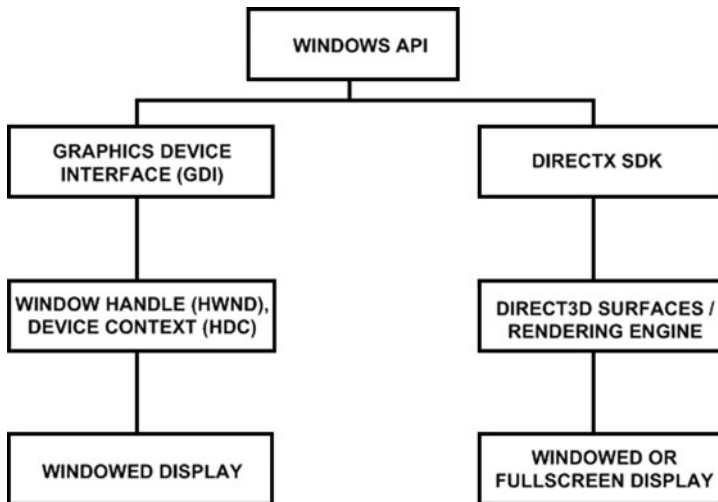 WINDOWS API
GRAPHICS DEVICE
INTERFACE (GDI)
DIRECTX SDK
WINDOW HANDLE (HWND),
DEVICE CONTEXT (HDC)
DIRECT3D SURFACES /
RENDERING ENGINE
WINDOWED DISPLAY
WINDOWED OR
FULLSCREEN DISPLAY